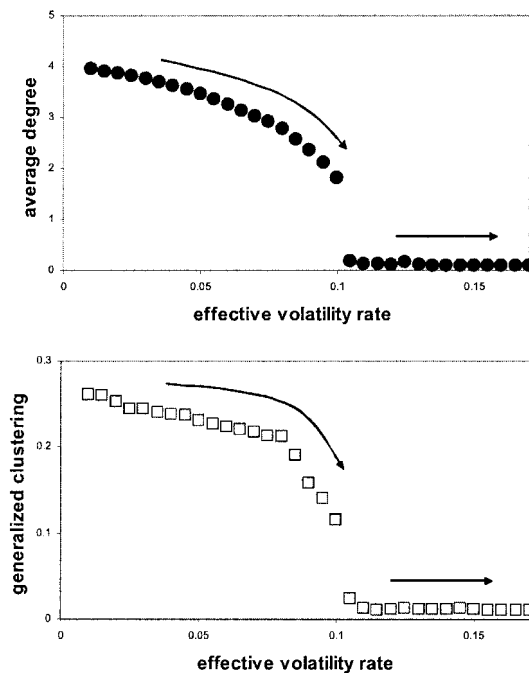 5
4
3
2
1
0
average degree
0 0.05 0.1 0.15
effective volatility rate
0.3
0.2
0.1
0
generalized clustering
0 0.05 0.1 0.15
effective volatility rate